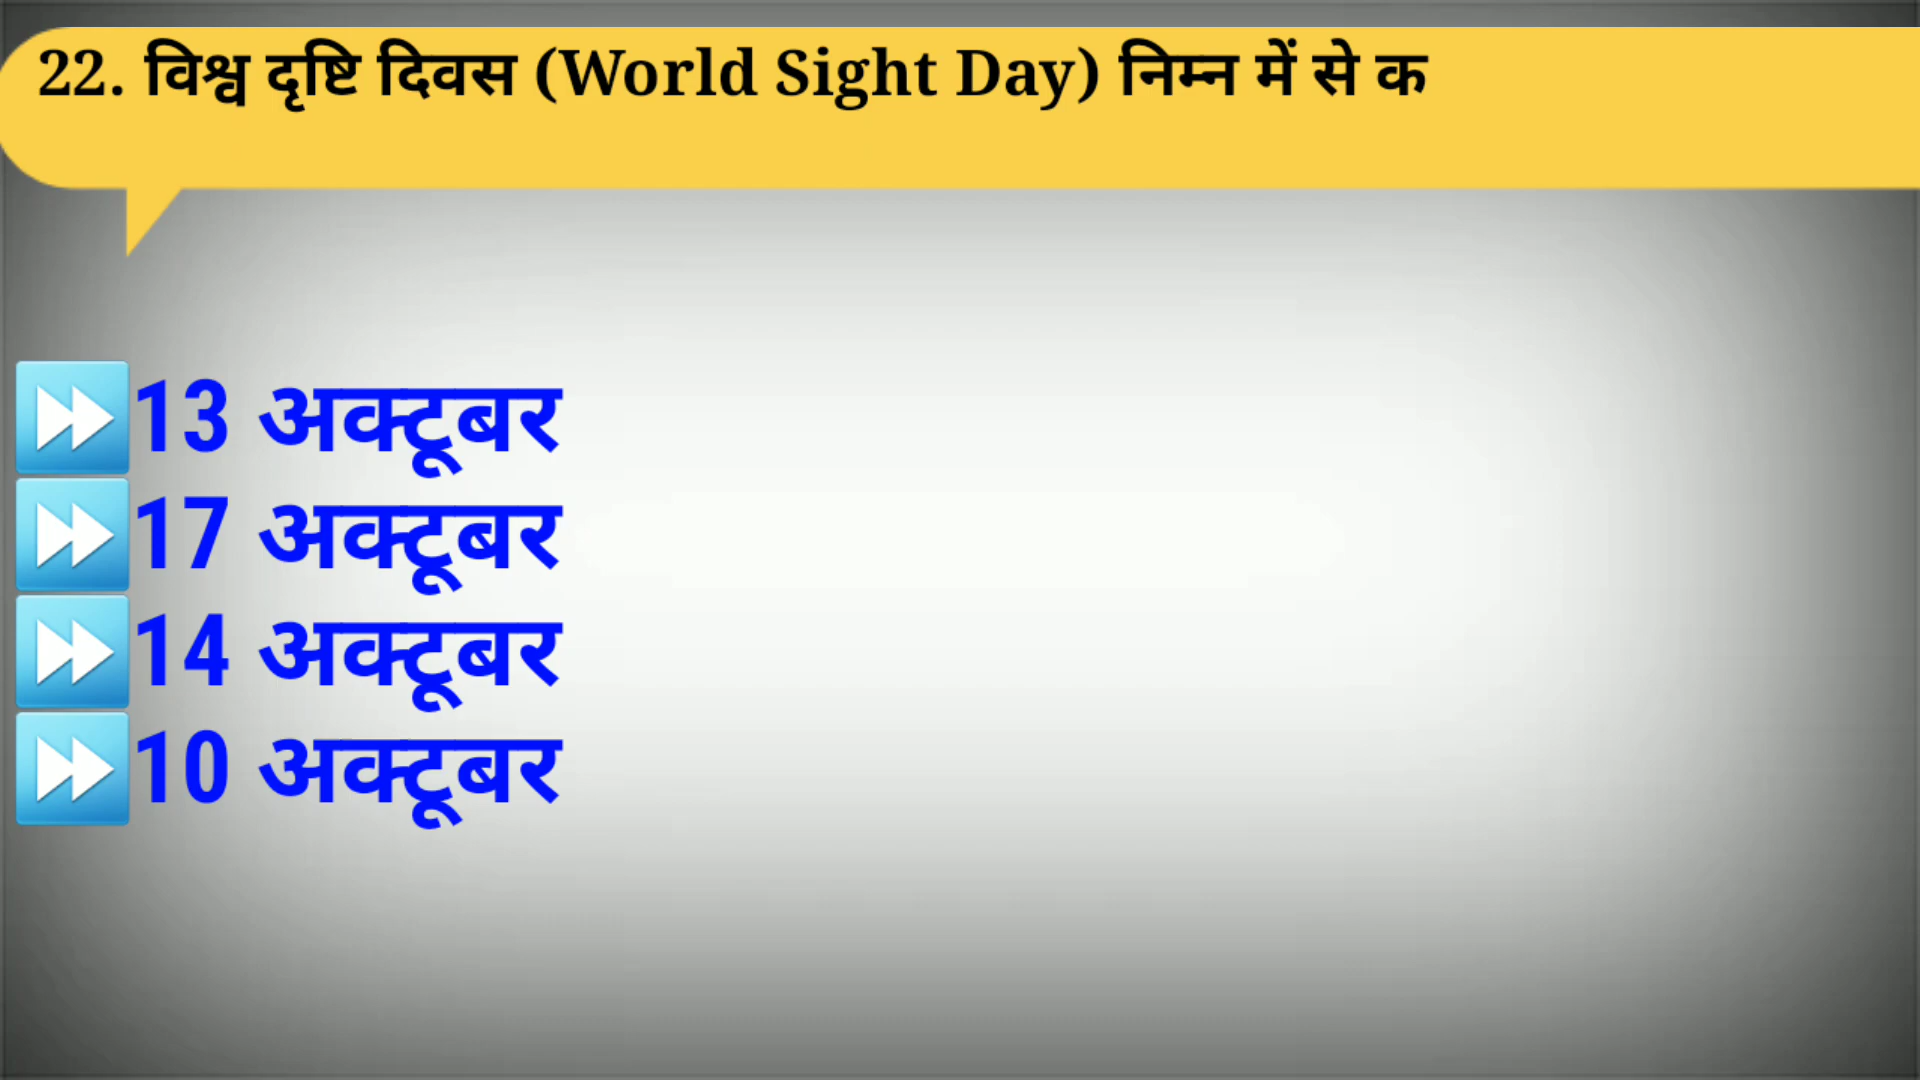 22. विश्व दृष्टि दिवस (World Sight Day) निम्न में से क
13 अक्टूबर
17 अक्टूबर
14 अक्टूबर
10 अक्टूबर